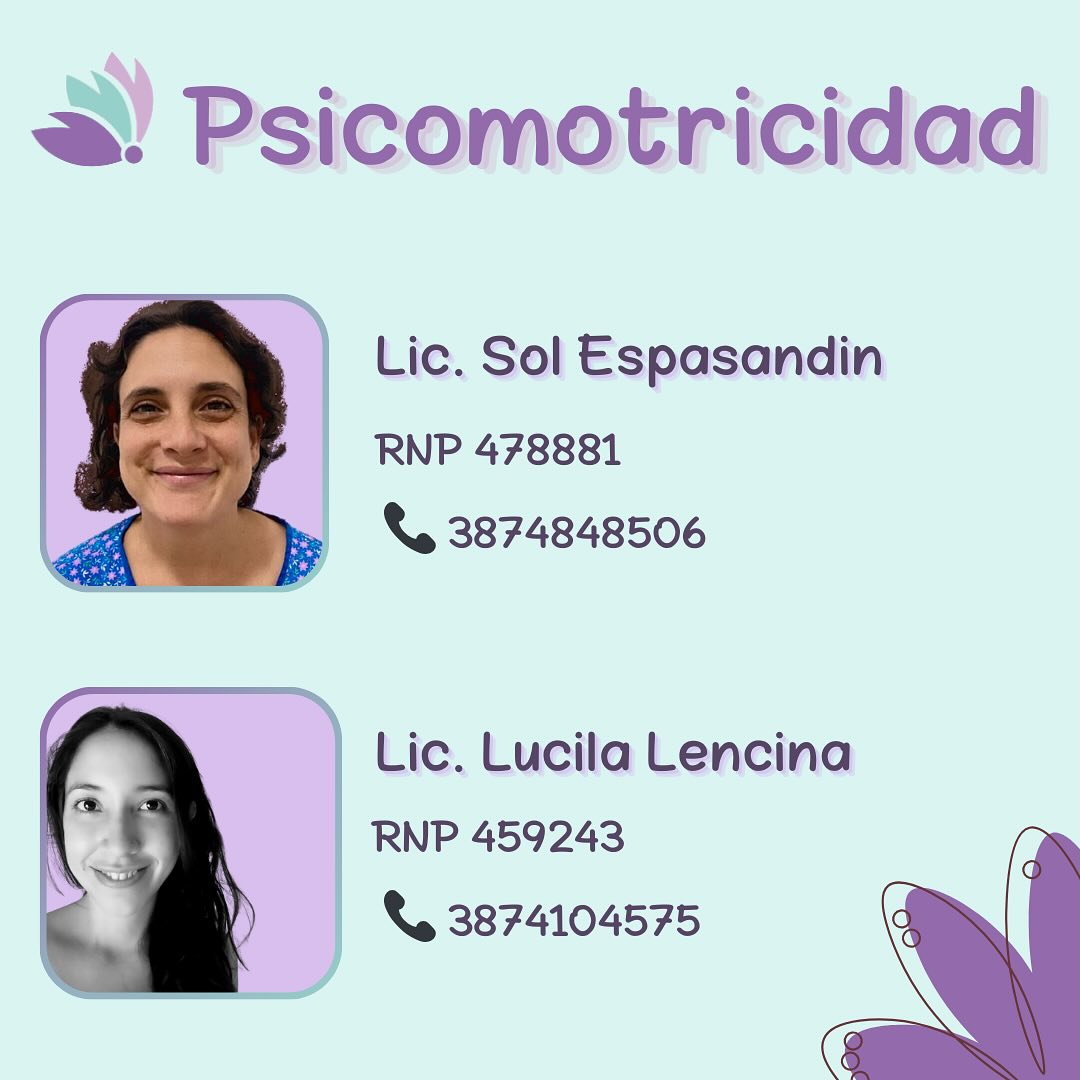 Psicomotricidad
Lic. Sol Espasandin
RNP 478881
3874848506
Lic. Lucila Lencina
RNP 459243
3874104575